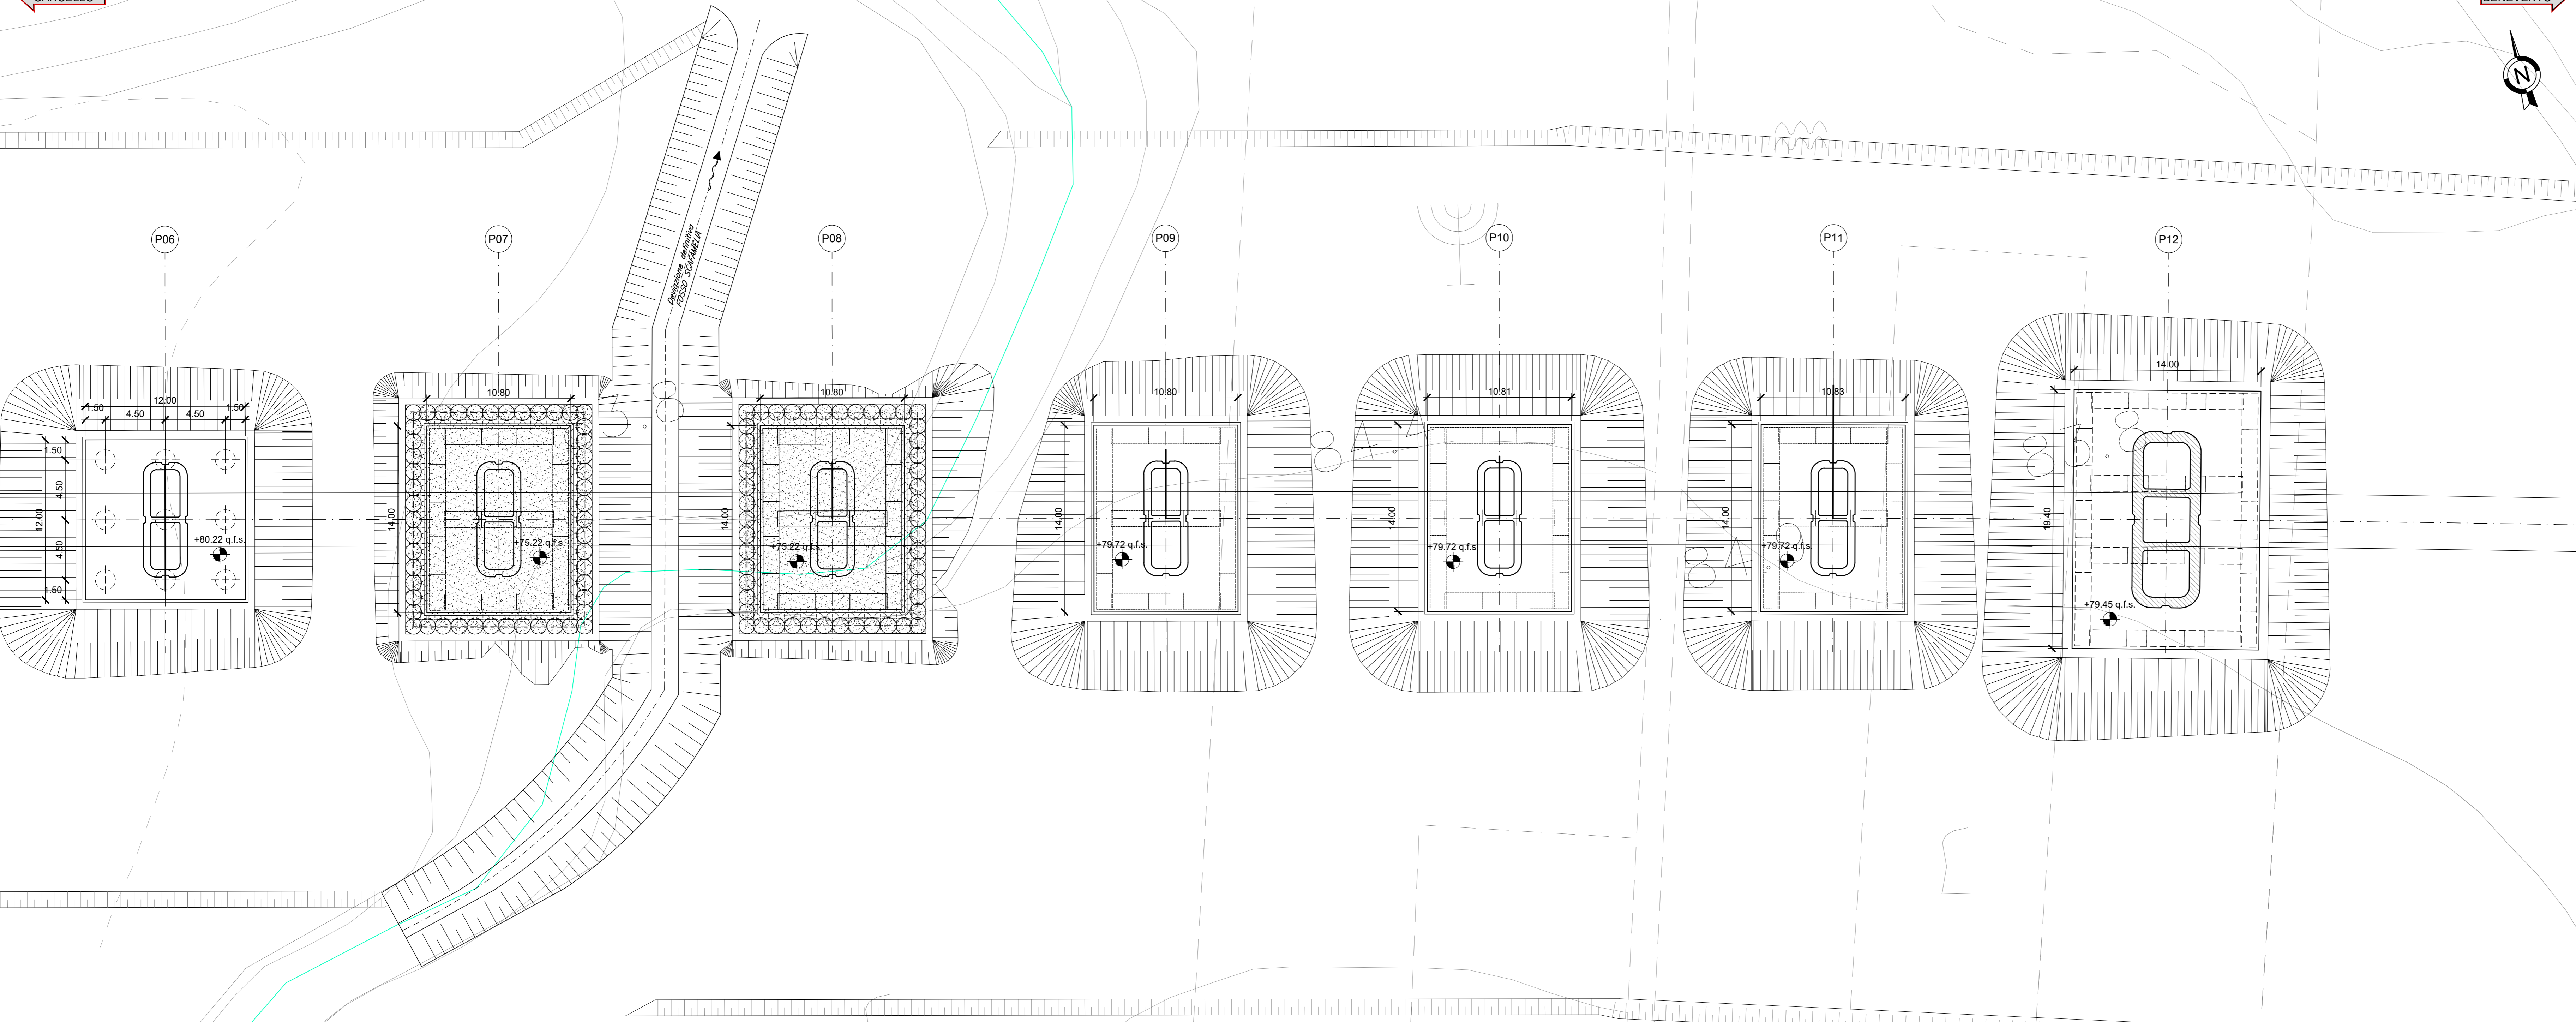 CANCELLO
BENEVENTO
N
P06
P07
P08
P09
P10
P11
P12
Deviazione definitiva
FOSSO SCAFAMELIA
12.00
1.50
4.50
4.50
1.50
12.00
1.50
4.50
4.50
1.50
+80.22 q.f.s.
10.80
14.00
+75.22 q.f.s.
10.80
14.00
+75.22 q.f.s.
10.80
14.00
+79.72 q.f.s.
10.81
14.00
+79.72 q.f.s.
10.83
14.00
+79.72 q.f.s.
14.00
19.40
+79.45 q.f.s.